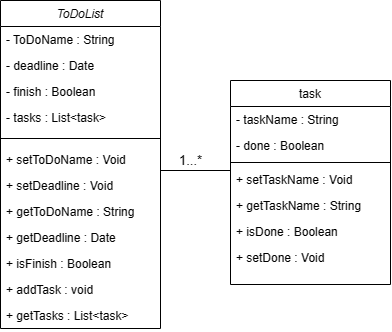 ToDoList
- ToDoName : String
- deadline : Date
- finish : Boolean
- tasks : List<task>
+ setToDoName : Void
+ setDeadline : Void
+ getToDoName : String
+ getDeadline : Date
+ isFinish : Boolean
+ addTask : void
+ getTasks : List<task>
1...*
task
- taskName : String
- done : Boolean
+ setTaskName : Void
+ getTaskName : String
+ isDone : Boolean
+ setDone : Void